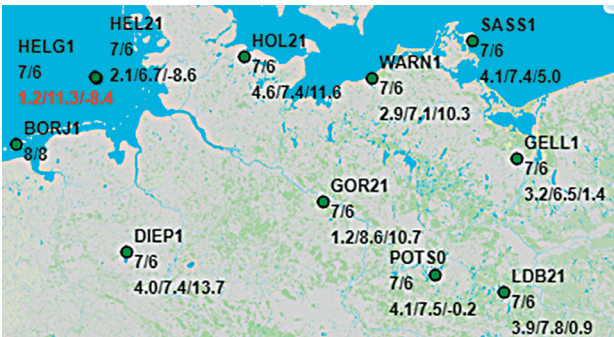 HELG1
7/6
1.2/11.3/-8.4
HEL21
7/6
2.1/6.7/-8.6
HOL21
7/6
4.6/7.4/11.6
WARN1
7/6
2.9/7.1/10.3
SASS1
7/6
4.1/7.4/5.0
BORJ1
8/8
GELL1
7/6
3.2/6.5/1.4
GOR21
7/6
1.2/8.6/10.7
DIEP1
7/6
4.0/7.4/13.7
POTS0
7/6
4.1/7.5/-0.2
LDB21
7/6
3.9/7.8/0.9